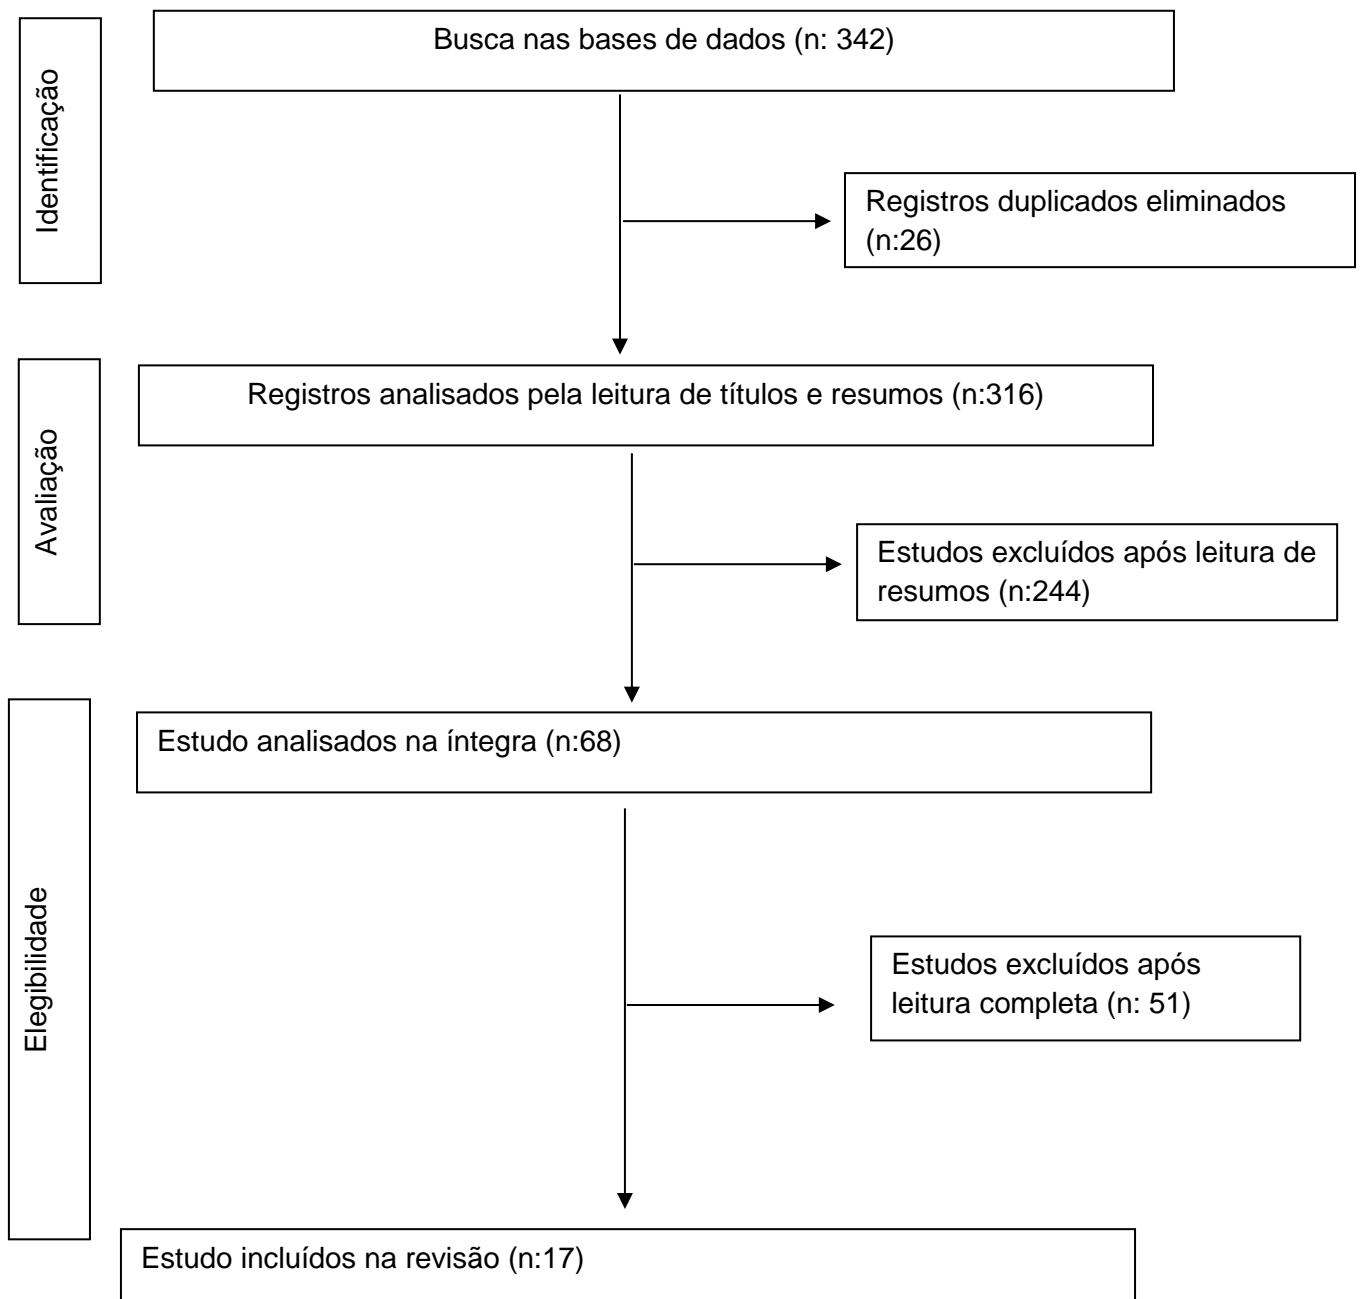 Identificação
Busca nas bases de dados (n: 342)
Registros duplicados eliminados
(n:26)
Avaliação
Registros analisados pela leitura de títulos e resumos (n:316)
Estudos excluídos após leitura de
resumos (n:244)
Elegibilidade
Estudo analisados na íntegra (n:68)
Estudos excluídos após
leitura completa (n: 51)
Estudo incluídos na revisão (n:17)